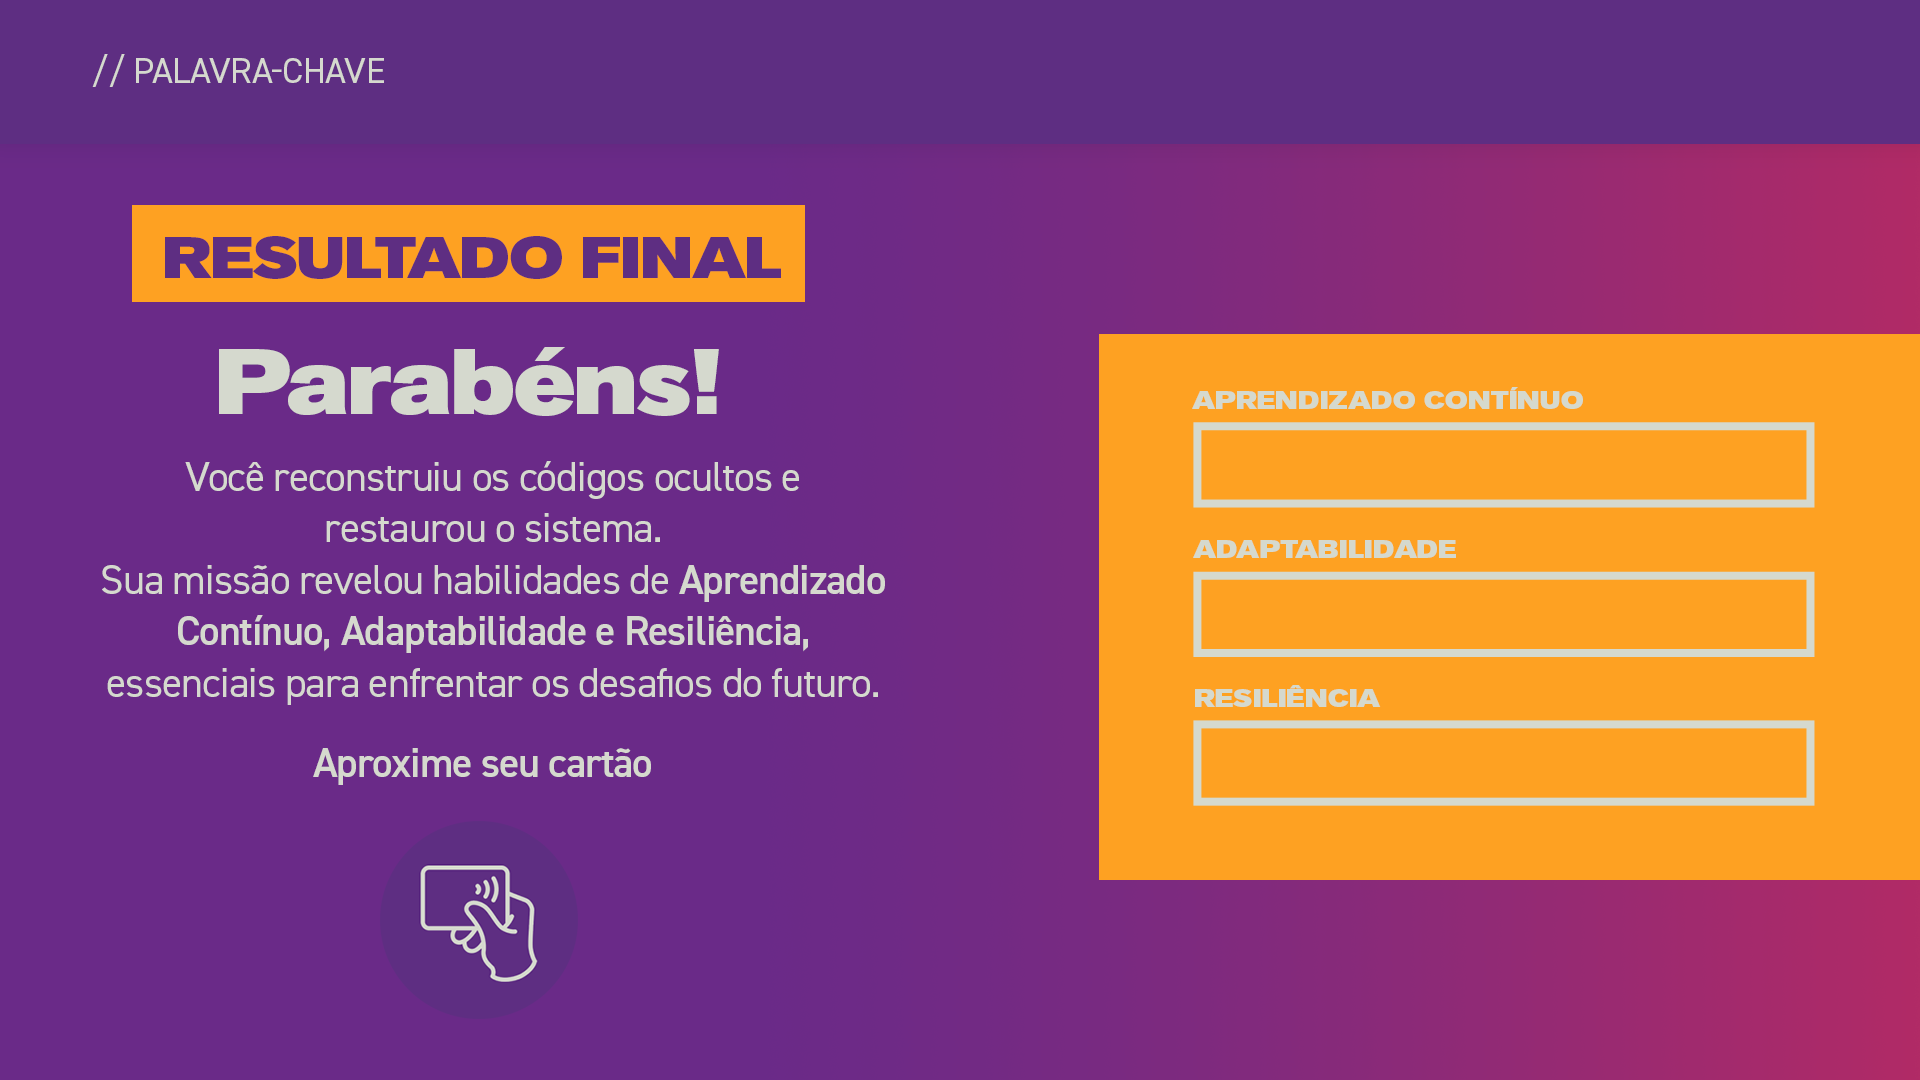 // PALAVRA-CHAVE
RESULTADO FINAL
Parabéns!
Você reconstruiu os códigos ocultos e
restaurou o sistema.
Sua missão revelou habilidades de Aprendizado
Contínuo, Adaptabilidade e Resiliência,
essenciais para enfrentar os desafios do futuro.
Aproxime seu cartão
APRENDIZADO CONTÍNUO
ADAPTABILIDADE
RESILIÊNCIA